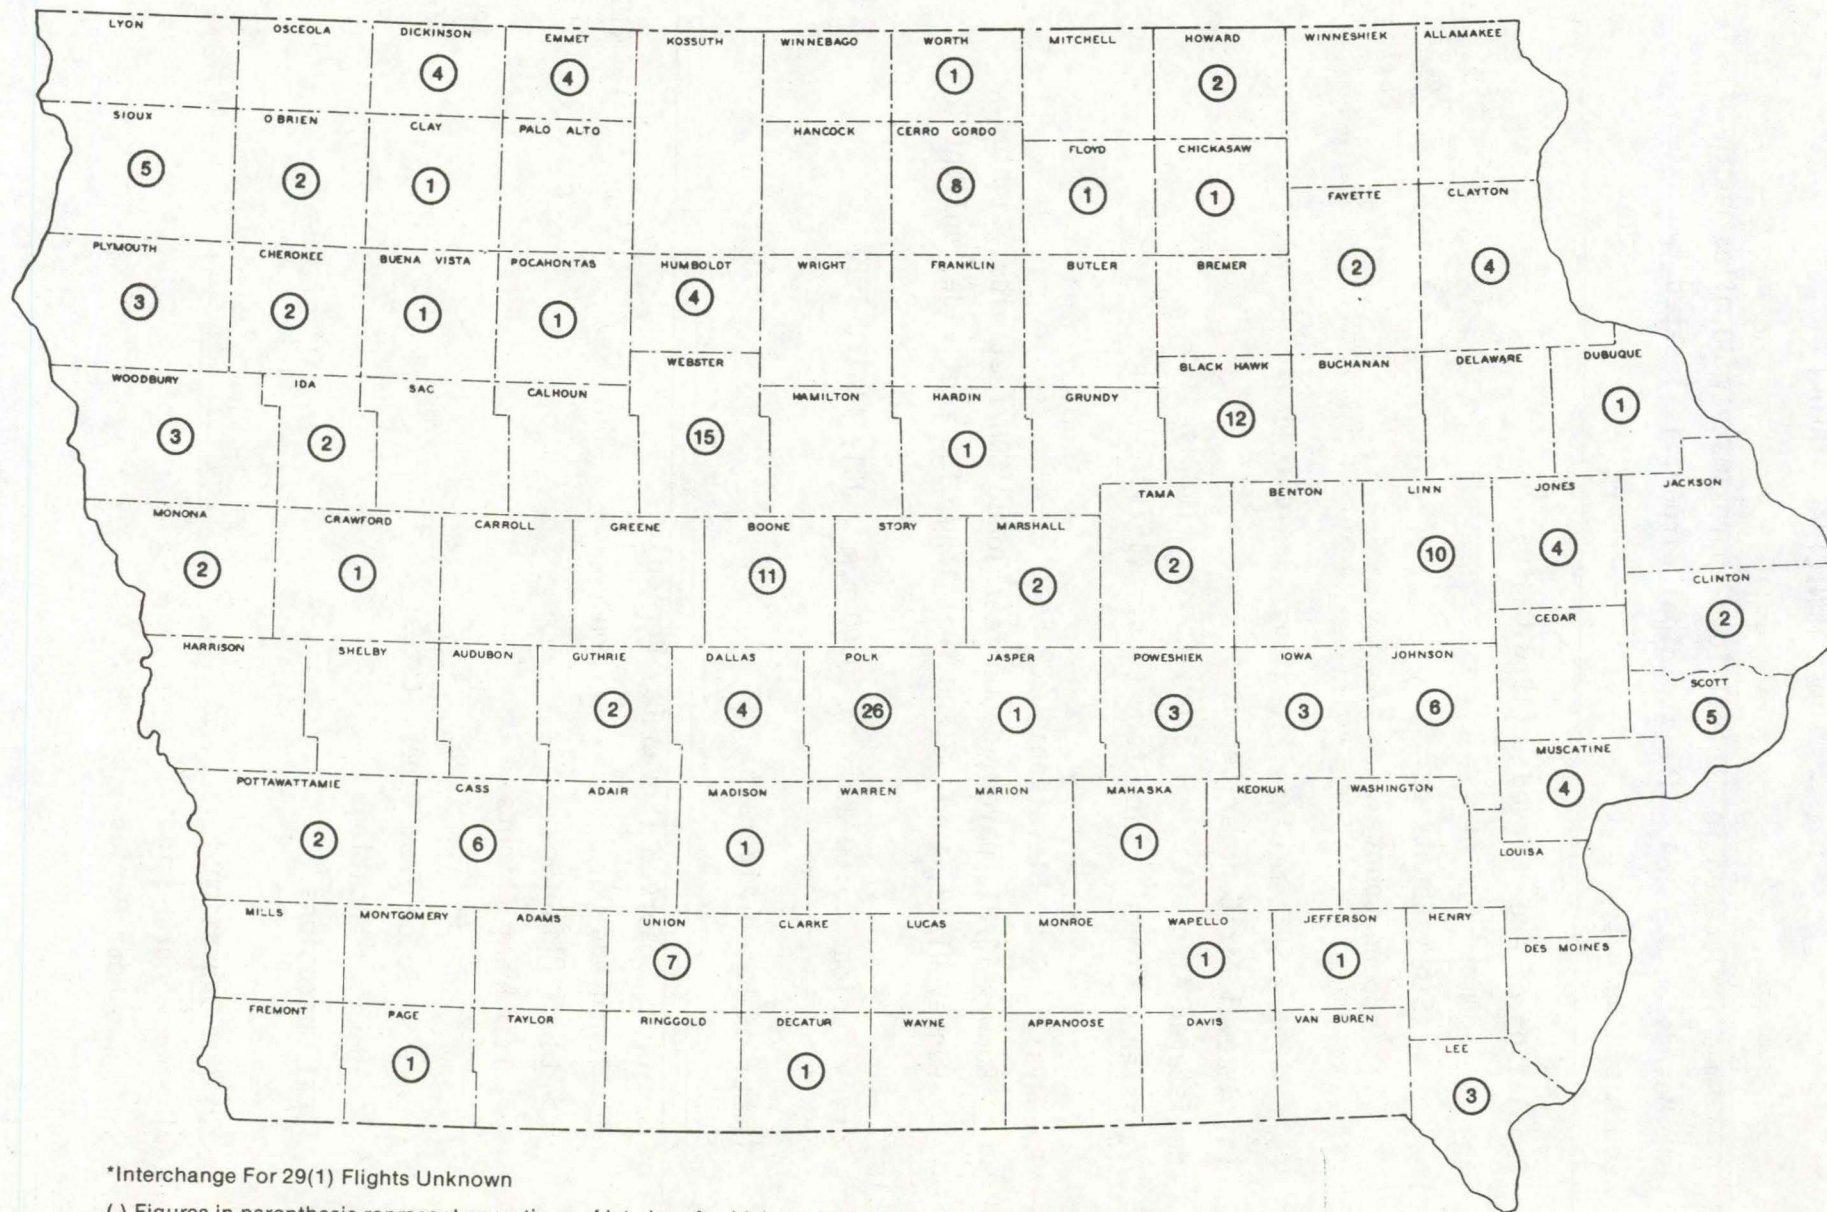 LYON OSCEOLA DICKINSON EMMET KOSSUTH WINNEBAGO WORTH MITCHELL HOWARD WINNESHIEK ALLAMAKEE
4 4 1 2
SIOUX O BRIEN CLAY PALO ALTO HANCOCK CERRO GORDO FLOYD CHICKASAW
5 2 1 8 1 1
FAYETTE CLAYTON
2 4
PLYMOUTH CHEROKEE BUENA VISTA POCAHONTAS HUMBOLDT WRIGHT FRANKLIN BUTLER BREMER
3 2 1 1 4
WOODBURY IDA SAC CALHOUN WEBSTER HAMILTON HARDIN GRUNDY BLACK HAWK BUCHANAN DELAWARE DUBUQUE
3 2 15 1 12 1
MONONA CRAWFORD CARROLL GREENE BOONE STORY MARSHALL TAMA BENTON LINN JONES JACKSON
2 1 11 2 2 10 4
CLINTON
2
CEDAR
HARRISON SHELBY AUDUBON GUTHRIE DALLAS POLK JASPER POWESHIEK IOWA JOHNSON SCOTT
2 4 26 1 3 3 6 5
MUSCATINE
4
POTTAWATTAMIE CASS ADAIR MADISON WARREN MARION MAHASKA KEOKUK WASHINGTON
2 6 1 1
LOUISA
MILLS MONTGOMERY ADAMS UNION CLARKE LUCAS MONROE WAPELLO JEFFERSON HENRY DES MOINES
7 1 1
FREMONT PAGE TAYLOR RINGGOLD DECATUR WAYNE APPANOOSE DAVIS VAN BUREN LEE
1 1 3
*Interchange For 29(1) Flights Unknown
( ) Figures in parenthesis represent